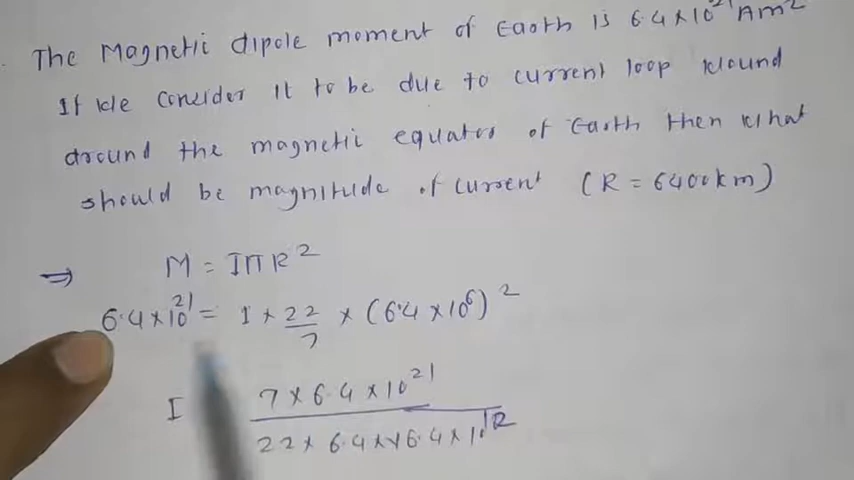 The Magnetic dipole moment of Earth is 6.4×10²¹ Am²
If We Consider it to be due to current loop Wound
around the magnetic equator of Earth then What
should be magnitude of current (R = 6400km)
⇒ M = IπR²
6.4×10²¹ = I × 22/7 × (6.4×10⁶)²
I 7×6.4×10²¹
22×6.4××6.4×10¹²